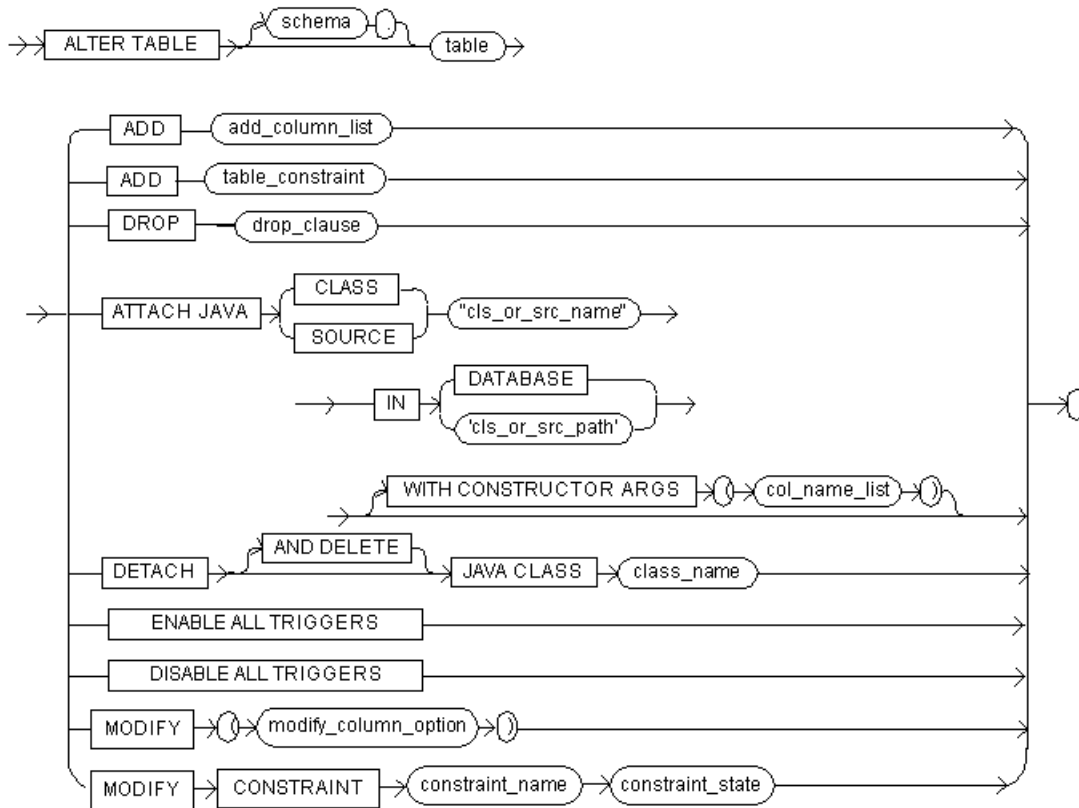 ALTER TABLE schema . table
ADD add_column_list
ADD table_constraint
DROP drop_clause
ATTACH JAVA CLASS "cls_or_src_name"
SOURCE
IN DATABASE
'cls_or_src_path'
WITH CONSTRUCTOR ARGS ( col_name_list )
DETACH AND DELETE JAVA CLASS class_name
ENABLE ALL TRIGGERS
DISABLE ALL TRIGGERS
MODIFY ( modify_column_option )
MODIFY CONSTRAINT constraint_name constraint_state